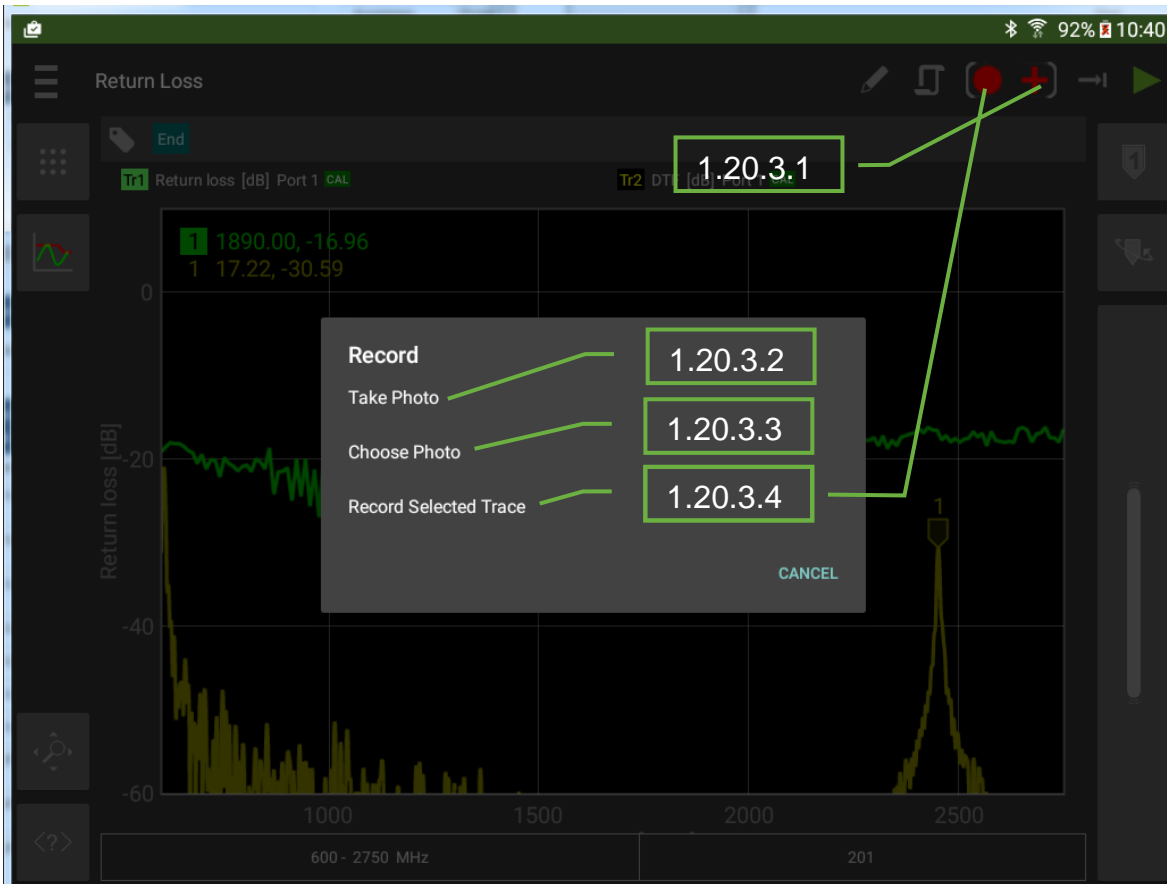 92% 10:40
Return Loss
End
1.20.3.1
Tr1 Return loss [dB] Port 1 CAL
Tr2 DTF [dB] Port 1 CAL
1 1890.00, -16.96
1 17.22, -30.59
0
-20
-40
-60
Return loss [dB]
Record
Take Photo
1.20.3.2
Choose Photo
1.20.3.3
Record Selected Trace
1.20.3.4
CANCEL
1
1
1000 1500 2000 2500
<?>
600 - 2750 MHz
201